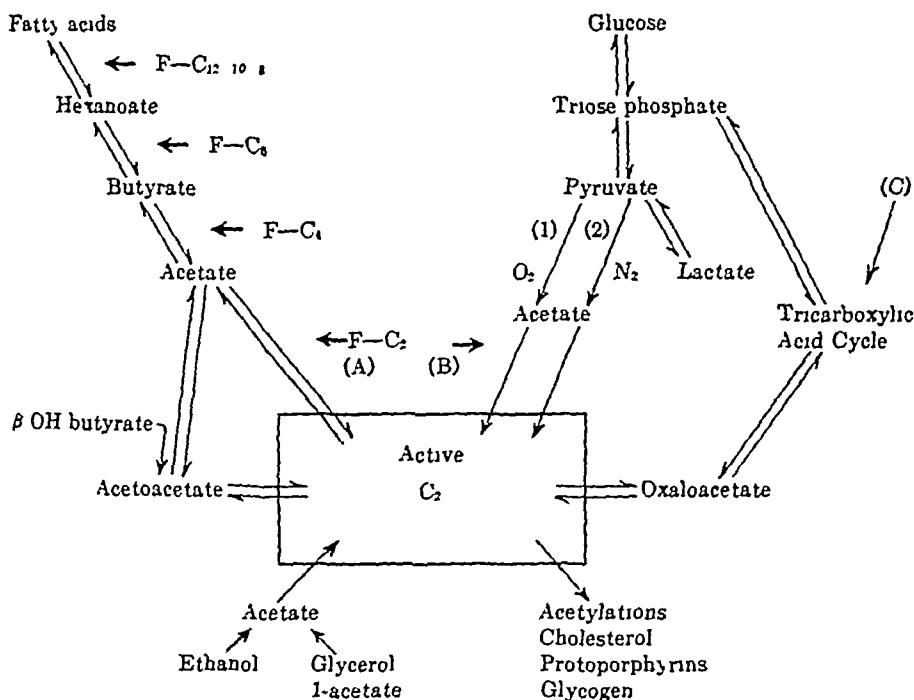 Fatty acids
Glucose
F—C12 10 8
Hexanoate
Triose phosphate
F—C6
Butyrate
Pyruvate
(C)
F—C4
(1)
(2)
Acetate
O2
N2
Lactate
Acetate
Tricarboxylic
Acid Cycle
F—C2
(A)
(B)
β OH butyrate
Active
C2
Acetoacetate
Oxaloacetate
Acetate
Ethanol
Glycerol
1-acetate
Acetylations
Cholesterol
Protoporphyrins
Glycogen